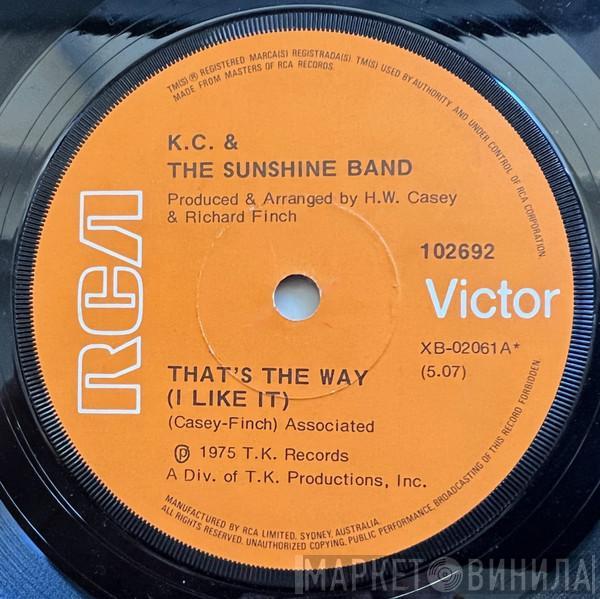 TM(S) ® REGISTERED MARCA(S) REGISTRADA(S) TM(S) USED BY AUTHORITY AND UNDER CONTROL OF RCA CORPORATION.
MADE FROM MASTERS OF RCA RECORDS.
K.C. &
THE SUNSHINE BAND
Produced & Arranged by H.W. Casey
& Richard Finch
RCA
102692
Victor
XB-02061A*
(5.07)
THAT'S THE WAY
(I LIKE IT)
(Casey-Finch) Associated
℗ 1975 T.K. Records
A Div. of T.K. Productions, Inc.
MANUFACTURED BY RCA LIMITED, SYDNEY, AUSTRALIA.
ALL RIGHTS RESERVED. UNAUTHORIZED COPYING, PUBLIC PERFORMANCE, BROADCASTING OF THIS RECORD FORBIDDEN.
МАРКЕТ ВИНИЛА